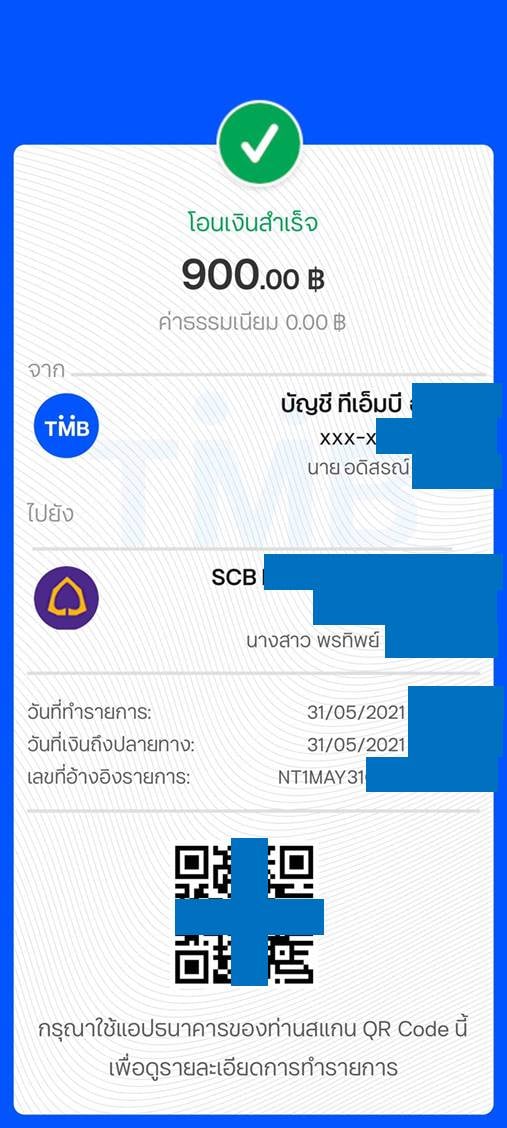 โอนเงินสำเร็จ
900.00 ฿
ค่าธรรมเนียม 0.00 ฿
จาก
TMB
บัญชี ทีเอ็มบี
xxx-x
นาย อดิสรณ์
TMB
ไปยัง
SCB
นางสาว พรทิพย์
วันที่ทำรายการ: 31/05/2021
วันที่เงินถึงปลายทาง: 31/05/2021
เลขที่อ้างอิงรายการ: NT1MAY31
กรุณาใช้แอปธนาคารของท่านสแกน QR Code นี้
เพื่อดูรายละเอียดการทำรายการ